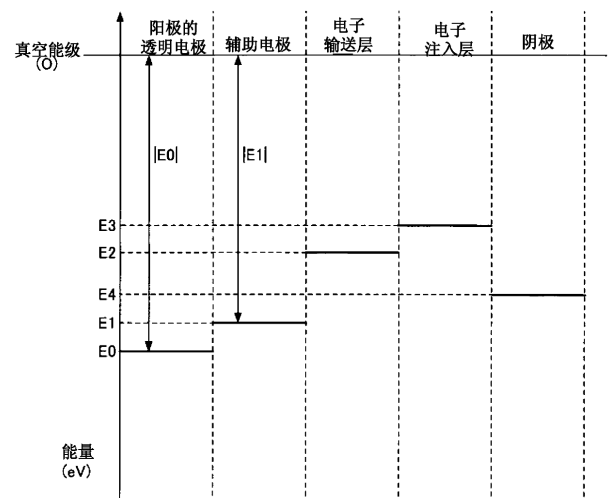 阳极的
透明电极
辅助电极
电子
输送层
电子
注入层
阴极
真空能级
(O)
|E0|
|E1|
E3
E2
E4
E1
E0
能量
(eV)